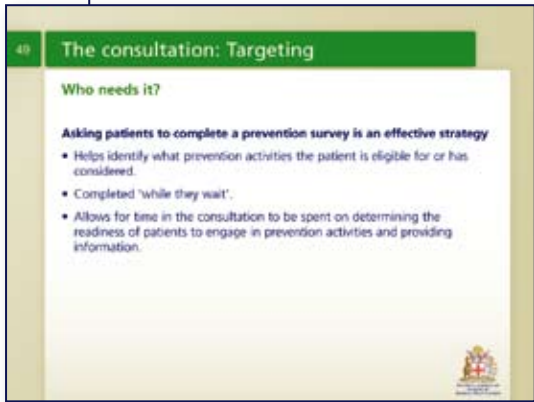 49 The consultation: Targeting
Who needs it?
Asking patients to complete a prevention survey is an effective strategy
• Helps identify what prevention activities the patient is eligible for or has
considered.
• Completed 'while they wait'.
• Allows for time in the consultation to be spent on determining the
readiness of patients to engage in prevention activities and providing
information.